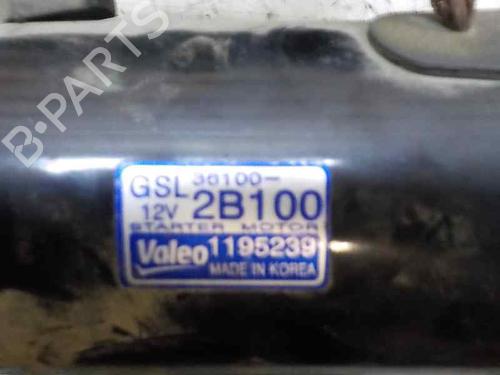 B-PARTS
GSL 36100-
12V 2B100
STARTER MOTOR
Valeo 1195239
MADE IN KOREA